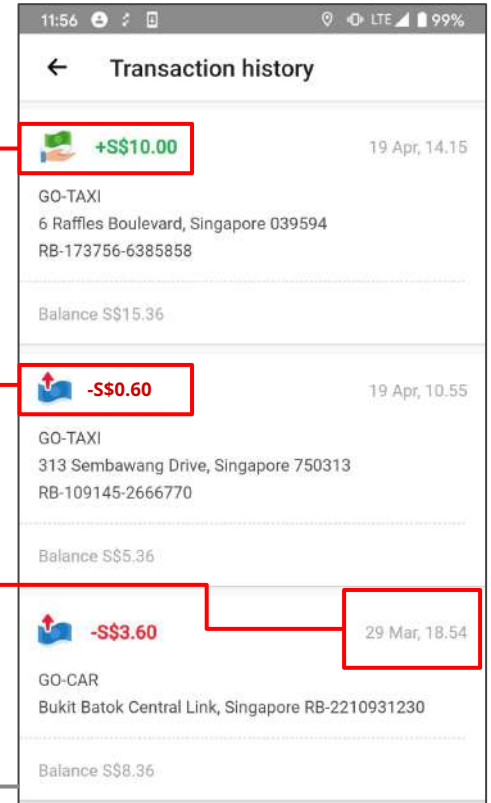 11:56 LTE 99%
Transaction history
+S$10.00 19 Apr, 14.15
GO-TAXI
6 Raffles Boulevard, Singapore 039594
RB-173756-6385858
Balance S$15.36
-S$0.60 19 Apr, 10.55
GO-TAXI
313 Sembawang Drive, Singapore 750313
RB-109145-2666770
Balance S$5.36
-S$3.60 29 Mar, 18.54
GO-CAR
Bukit Batok Central Link, Singapore RB-2210931230
Balance S$8.36